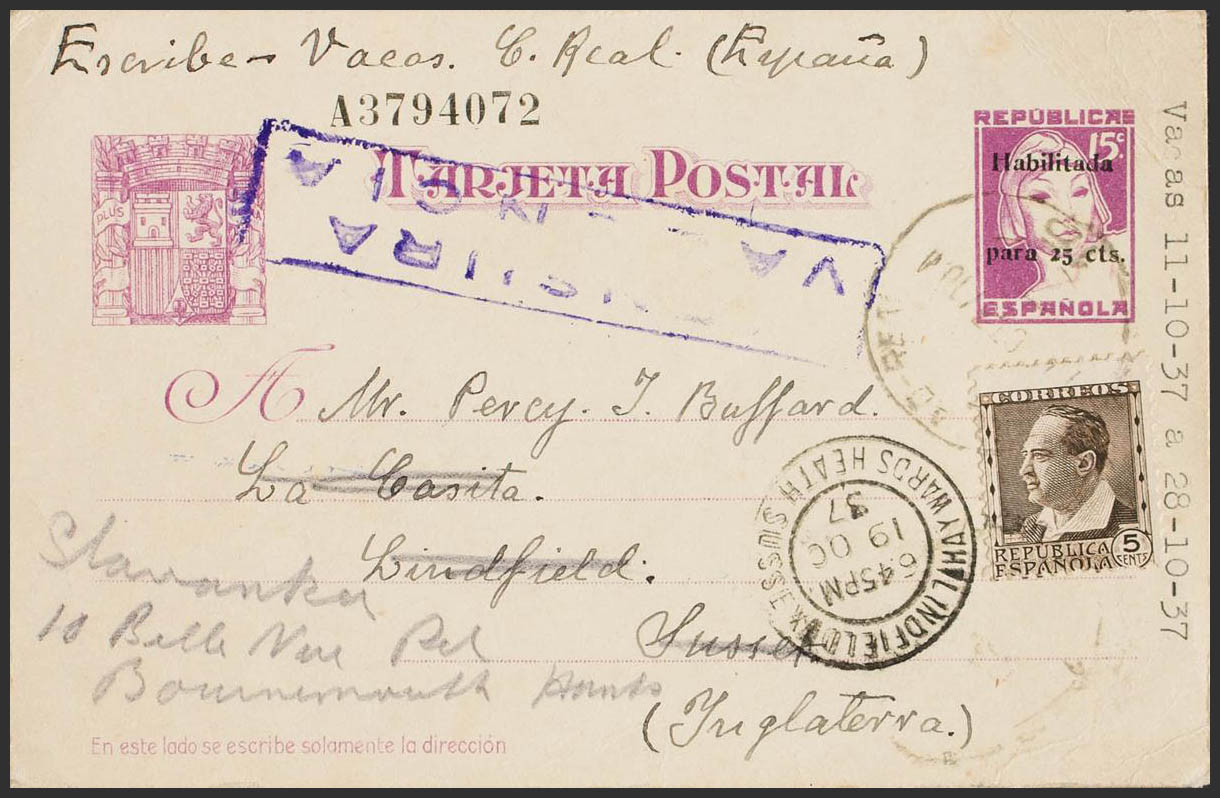 Escribe- Vacas. C. Real. (España)
A3794072
TARJETA POSTAL
PLUS
CENSURA
REPÚBLICA
15c
Habilitada
para 25 cts.
ESPAÑOLA
Vacas 11-10-37 a 28-10-37
A Mr. Percy. T. Buffard.
La Casita.
Lindfield.
Sussex
(Inglaterra.)
Slavanka
10 Belle Vue Rd
Bournemouth Hants
CORREOS
REPUBLICA
ESPAÑOLA
5
CENTS
LINDFIELD HAYWARDS HEATH SUSSEX
6 45PM
19 OC
37
En este lado se escribe solamente la dirección